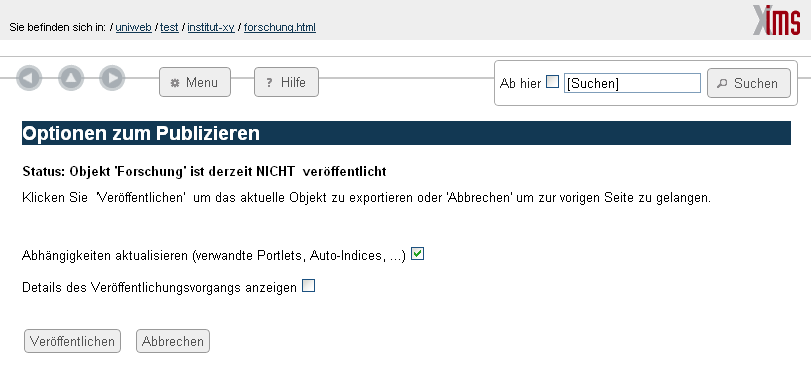 Sie befinden sich in: / uniweb / test / institut-xy / forschung.html
Xims
Menu
? Hilfe
Ab hier [Suchen] Suchen
Optionen zum Publizieren
Status: Objekt 'Forschung' ist derzeit NICHT veröffentlicht
Klicken Sie 'Veröffentlichen' um das aktuelle Objekt zu exportieren oder 'Abbrechen' um zur vorigen Seite zu gelangen.
Abhängigkeiten aktualisieren (verwandte Portlets, Auto-Indices, ...)
Details des Veröffentlichungsvorgangs anzeigen
Veröffentlichen Abbrechen